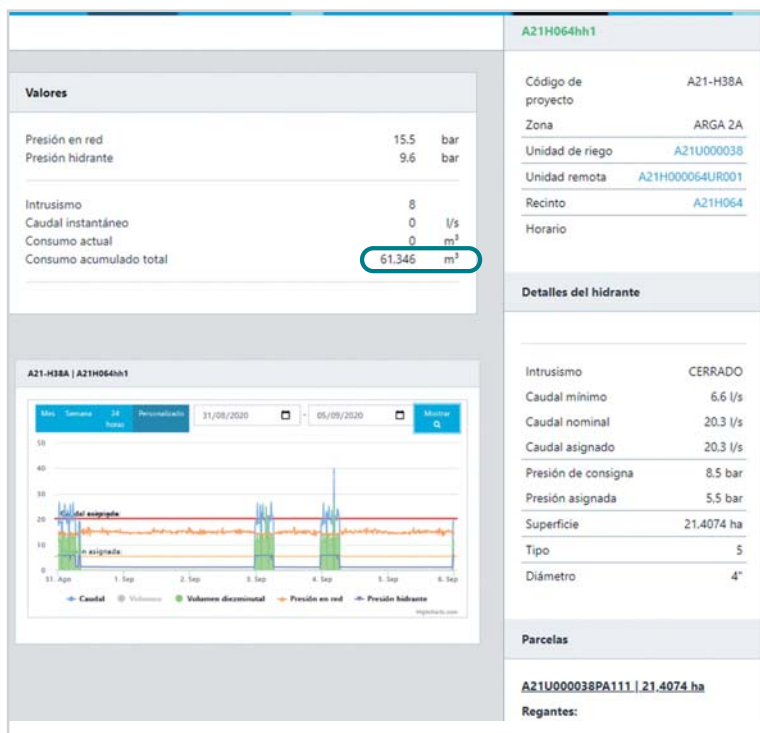 A21H064hh1
Valores
Presión en red 15.5 bar
Presión hidrante 9.6 bar
Intrusismo 8
Caudal instantáneo 0 l/s
Consumo actual 0 m³
Consumo acumulado total 61.346 m³
Código de proyecto A21-H38A
Zona ARGA 2A
Unidad de riego A21U000038
Unidad remota A21H000064UR001
Recinto A21H064
Horario
Detalles del hidrante
Intrusismo CERRADO
Caudal mínimo 6.6 l/s
Caudal nominal 20.3 l/s
Caudal asignado 20.3 l/s
Presión de consigna 8,5 bar
Presión asignada 5,5 bar
Superficie 21,4074 ha
Tipo 5
Diámetro 4"
Parcelas
A21U000038PA111 | 21,4074 ha
Regantes:
A21-H38A | A21H064hh1
Mes Semana 24 horas Personalizado 31/08/2020 - 05/09/2020 Mostrar
50
40
30
Caudal asignado:
20
10
n asignada:
0
31. Ago 1. Sep 2. Sep 3. Sep 4. Sep 5. Sep 6. Sep
Caudal Volumen Volumen diezminutal Presión en red Presión hidrante
Highcharts.com